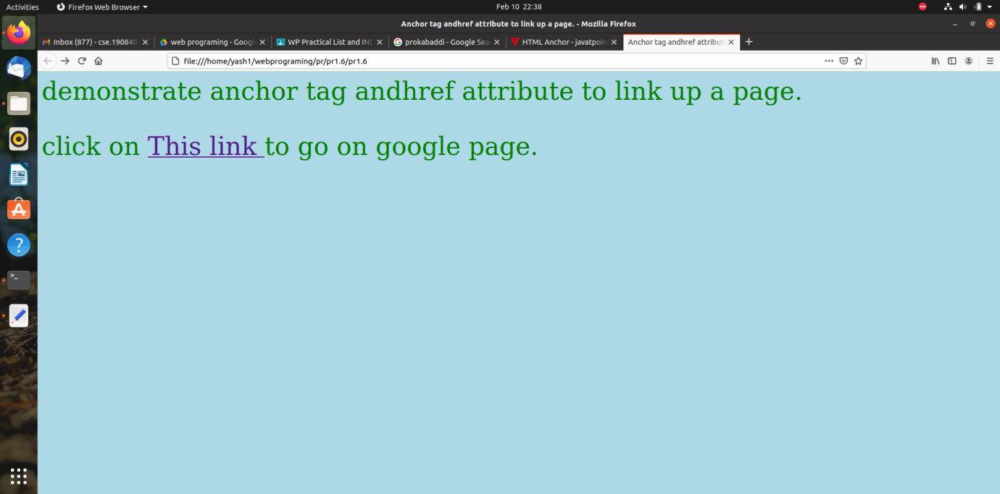 Activities Firefox Web Browser Feb 10 22:38
Anchor tag andhref attribute to link up a page. - Mozilla Firefox
Inbox (877) - cse.190840 web programing - Googl WP Practical List and IND prokabaddi - Google Sea HTML Anchor - javatpoin Anchor tag andhref attribut
file:///home/yash1/webprograming/pr/pr1.6/pr1.6
demonstrate anchor tag andhref attribute to link up a page.
click on This link to go on google page.